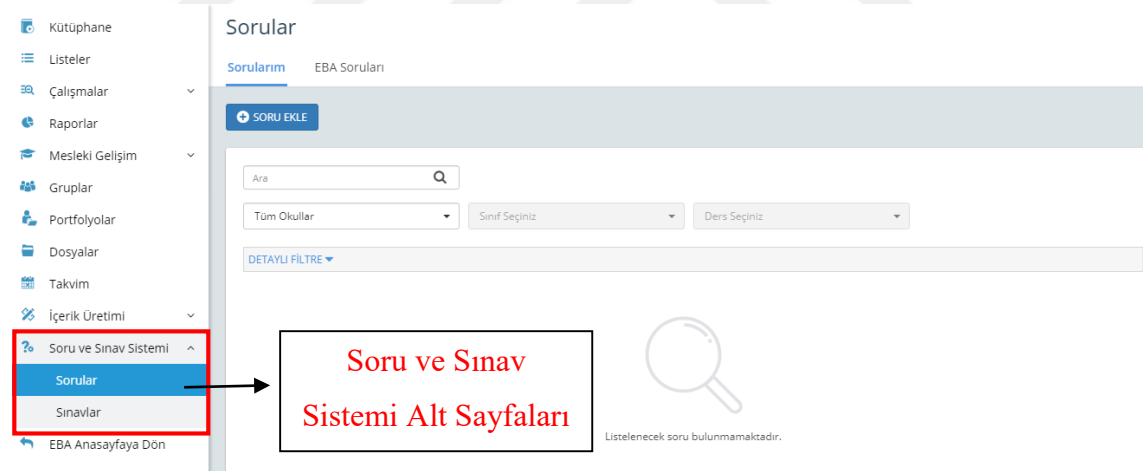 Kütüphane
Listeler
Çalışmalar
Raporlar
Mesleki Gelişim
Gruplar
Portfolyolar
Dosyalar
Takvim
İçerik Üretimi
Soru ve Sınav Sistemi
Sorular
Sınavlar
EBA Anasayfaya Dön
Sorular
Sorularım EBA Soruları
SORU EKLE
Ara
Tüm Okullar Sınıf Seçiniz Ders Seçiniz
DETAYLI FİLTRE
Soru ve Sınav
Sistemi Alt Sayfaları
Listelenecek soru bulunmamaktadır.